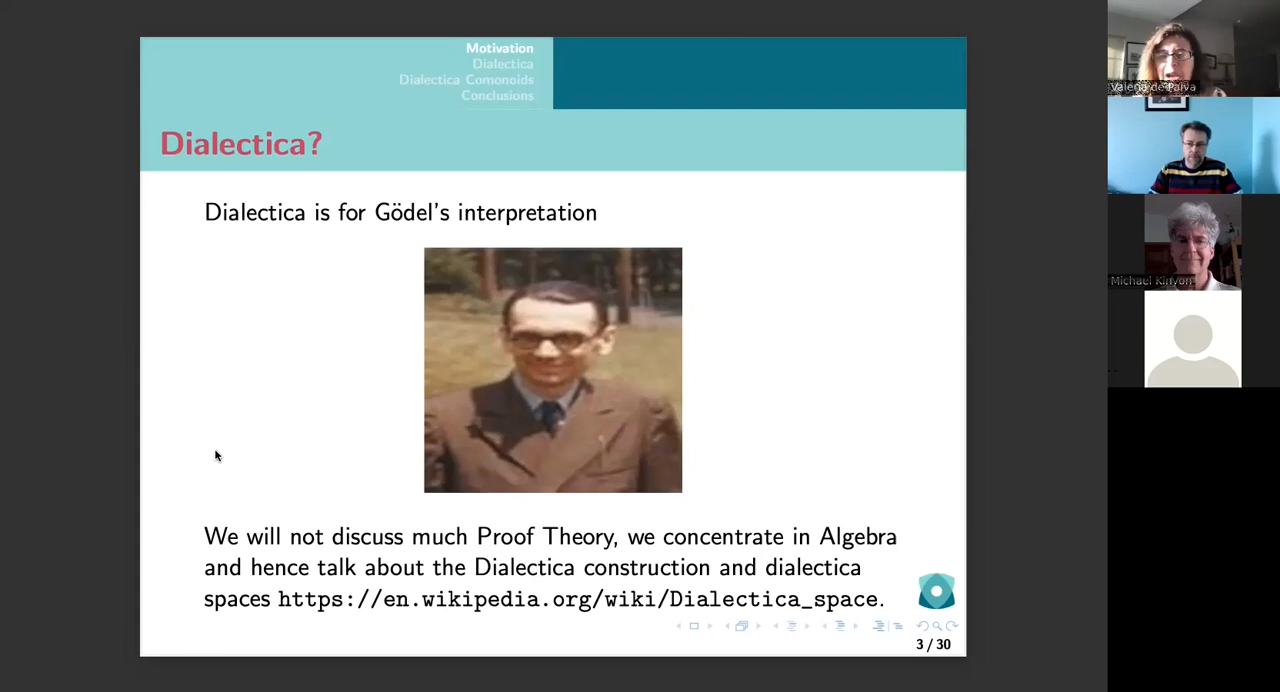 Motivation
Dialectica
Dialectica Comonoids
Conclusions
Dialectica?
Dialectica is for Gödel's interpretation
We will not discuss much Proof Theory, we concentrate in Algebra
and hence talk about the Dialectica construction and dialectica
spaces https://en.wikipedia.org/wiki/Dialectica_space.
3 / 30
Valeria de Paiva
Michael Kinyon